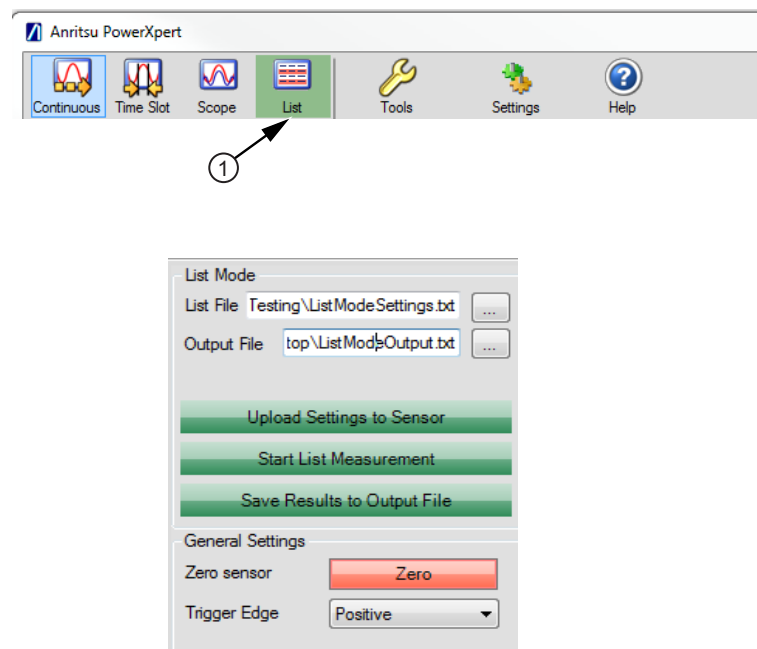 Anritsu PowerXpert
Continuous Time Slot Scope List Tools Settings Help
1
List Mode
List File Testing\ListModeSettings.txt ...
Output File top\ListModeOutput.txt ...
Upload Settings to Sensor
Start List Measurement
Save Results to Output File
General Settings
Zero sensor Zero
Trigger Edge Positive